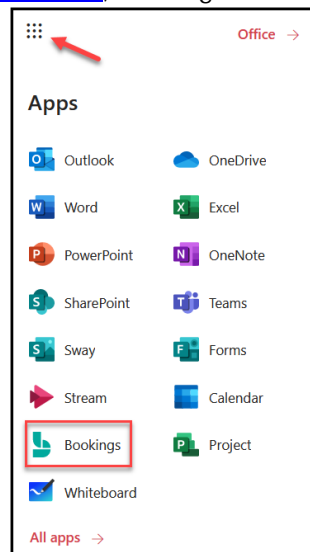 Office →
Apps
Outlook OneDrive
Word Excel
PowerPoint OneNote
SharePoint Teams
Sway Forms
Stream Calendar
Bookings Project
Whiteboard
All apps →